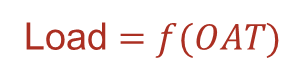 Load = f(OAT)